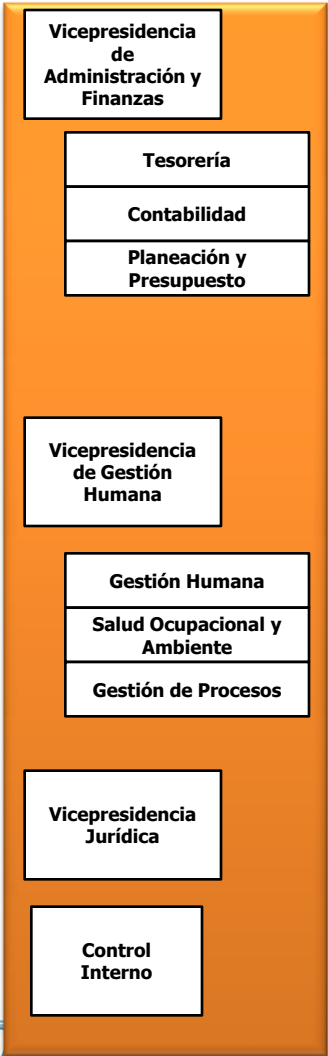 Vicepresidencia
de
Administración y
Finanzas
Tesorería
Contabilidad
Planeación y
Presupuesto
Vicepresidencia
de Gestión
Humana
Gestión Humana
Salud Ocupacional y
Ambiente
Gestión de Procesos
Vicepresidencia
Jurídica
Control
Interno